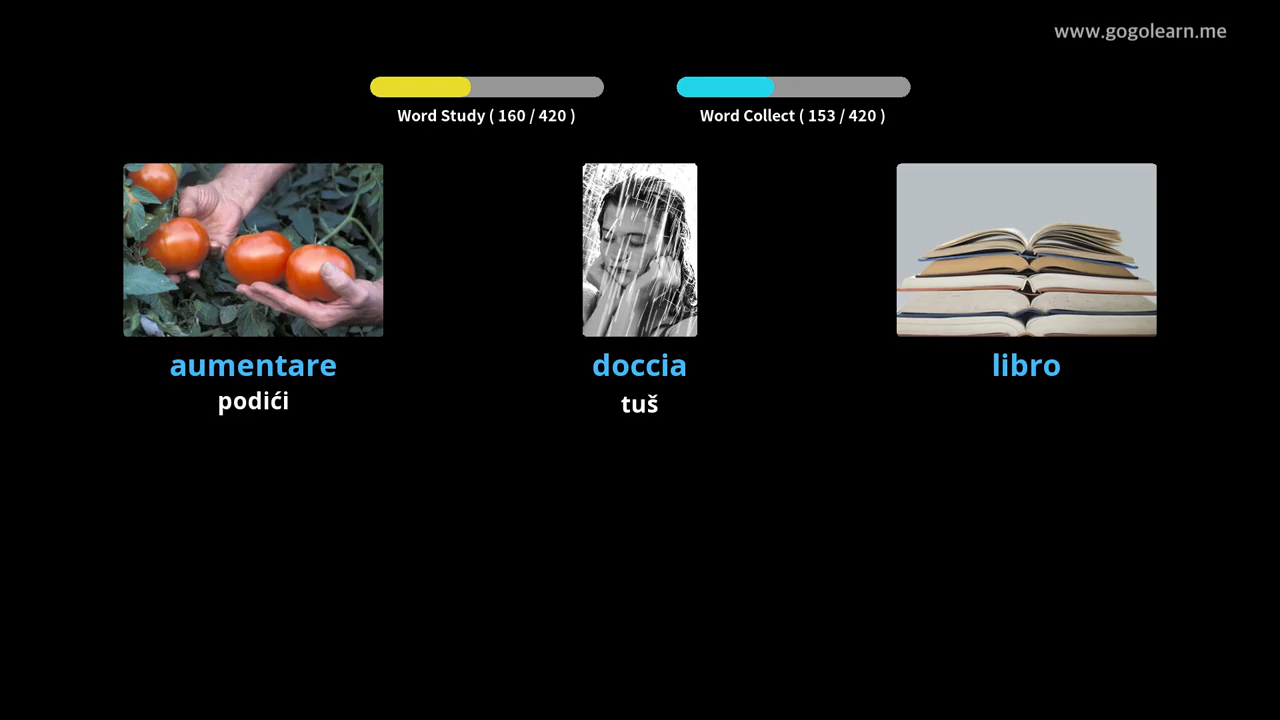 www.gogolearn.me
Word Study ( 160 / 420 )
Word Collect ( 153 / 420 )
aumentare
podići
doccia
tuš
libro